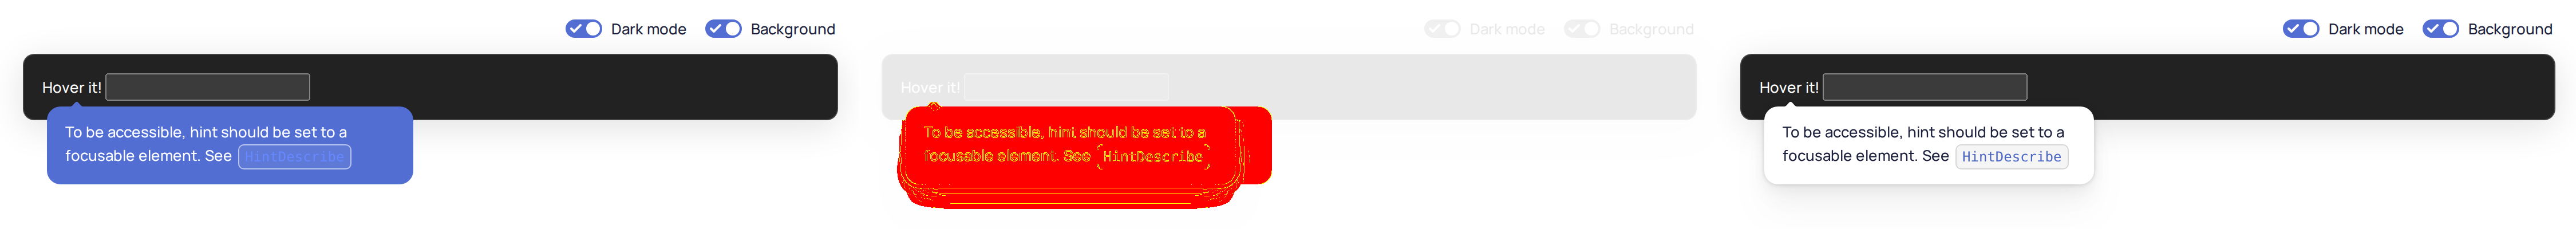 Dark mode Background
Hover it!
To be accessible, hint should be set to a
focusable element. See HintDescribe
Dark mode Background
Hover it!
To be accessible, hint should be set to a
focusable element. See HintDescribe
Dark mode Background
Hover it!
To be accessible, hint should be set to a
focusable element. See HintDescribe